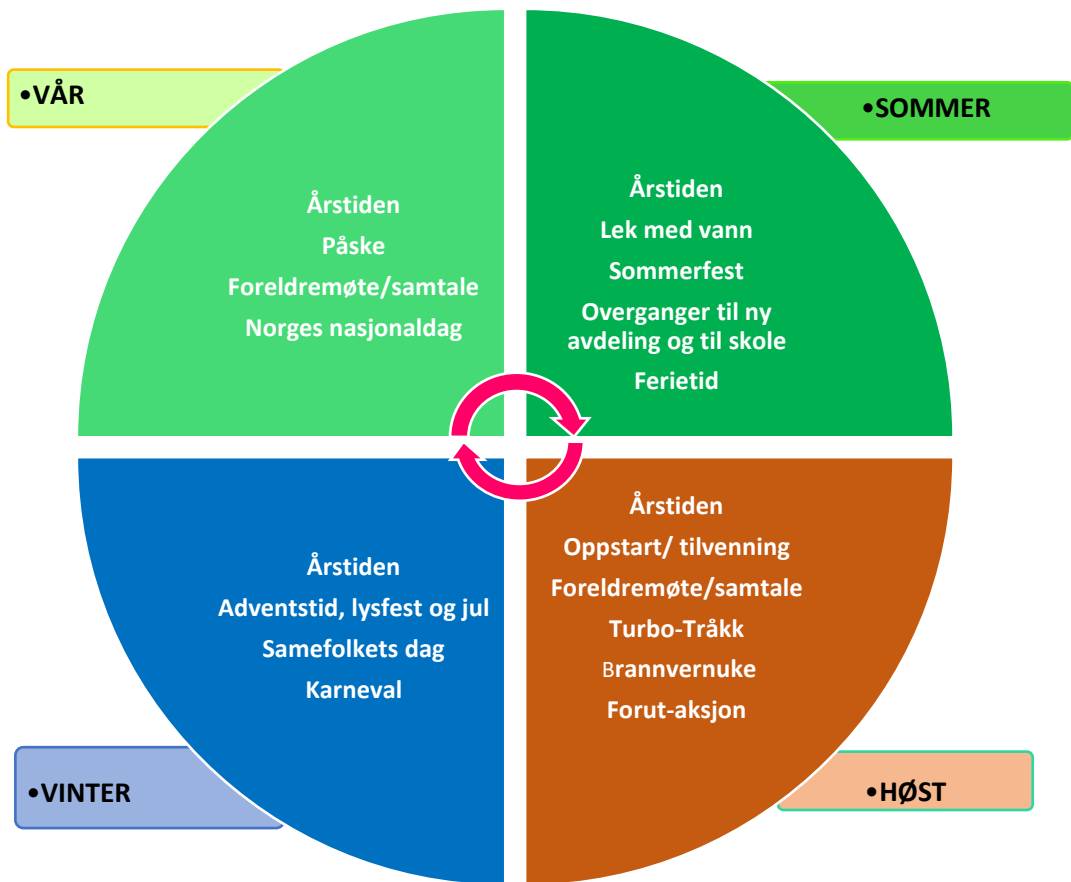 •VÅR
Årstiden
Påske
Foreldremøte/samtale
Norges nasjonaldag
•SOMMER
Årstiden
Lek med vann
Sommerfest
Overganger til ny
avdeling og til skole
Ferietid
Årstiden
Adventstid, lysfest og jul
Samefolkets dag
Karneval
•VINTER
Årstiden
Oppstart/ tilvenning
Foreldremøte/samtale
Turbo-Tråkk
Brannvernuke
Forut-aksjon
•HØST